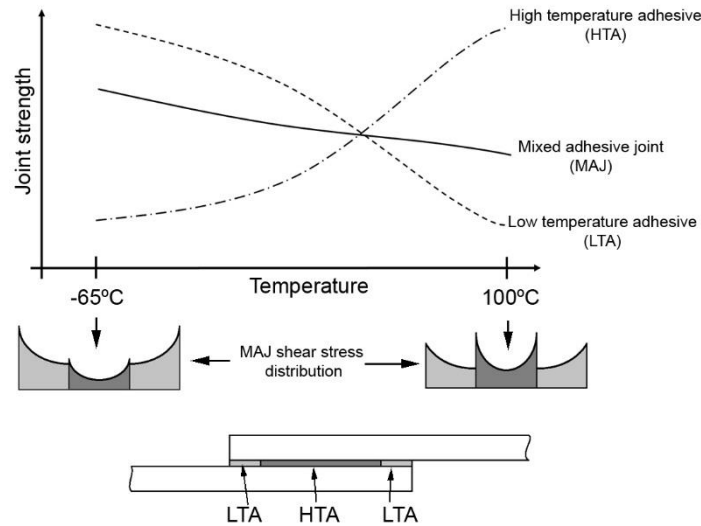 High temperature adhesive
(HTA)
Joint strength
Mixed adhesive joint
(MAJ)
Low temperature adhesive
(LTA)
-65ºC
Temperature
100ºC
MAJ shear stress
distribution
LTA
HTA
LTA